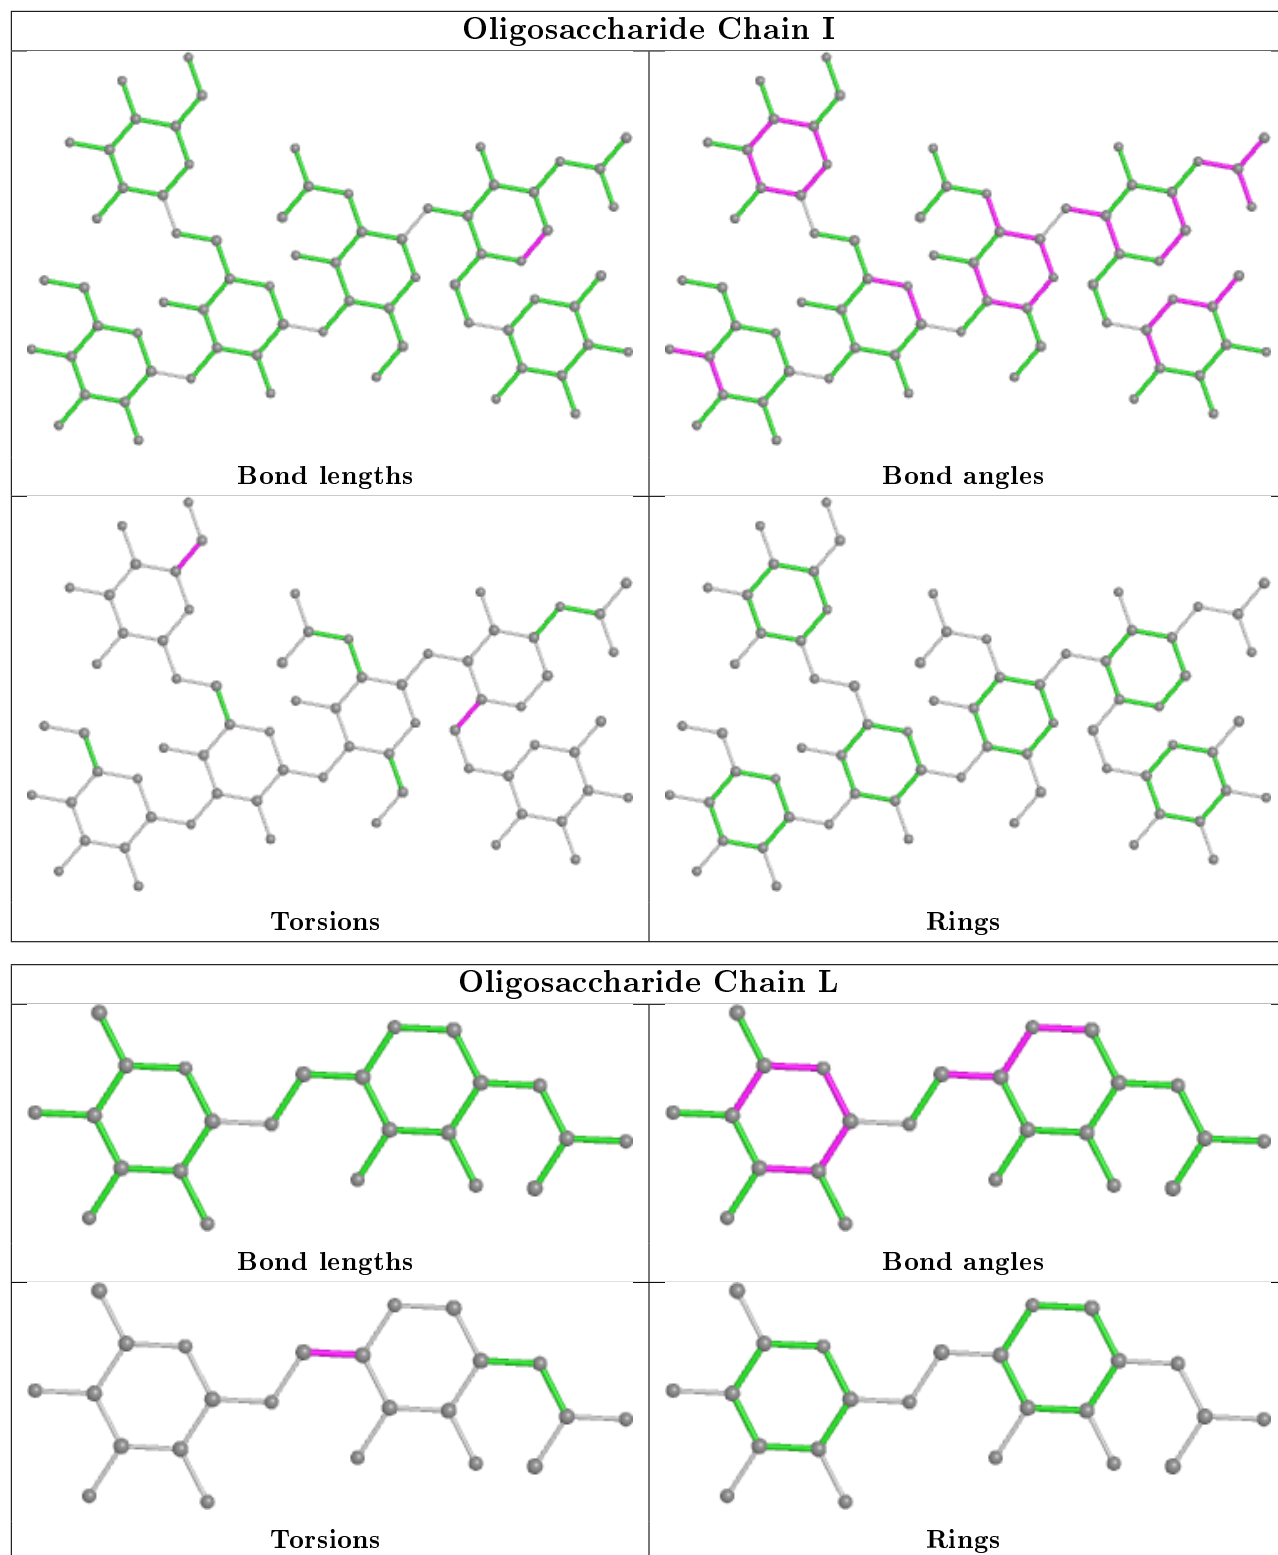 Oligosaccharide Chain I
Bond lengths
Bond angles
Torsions
Rings
Oligosaccharide Chain L
Bond lengths
Bond angles
Torsions
Rings